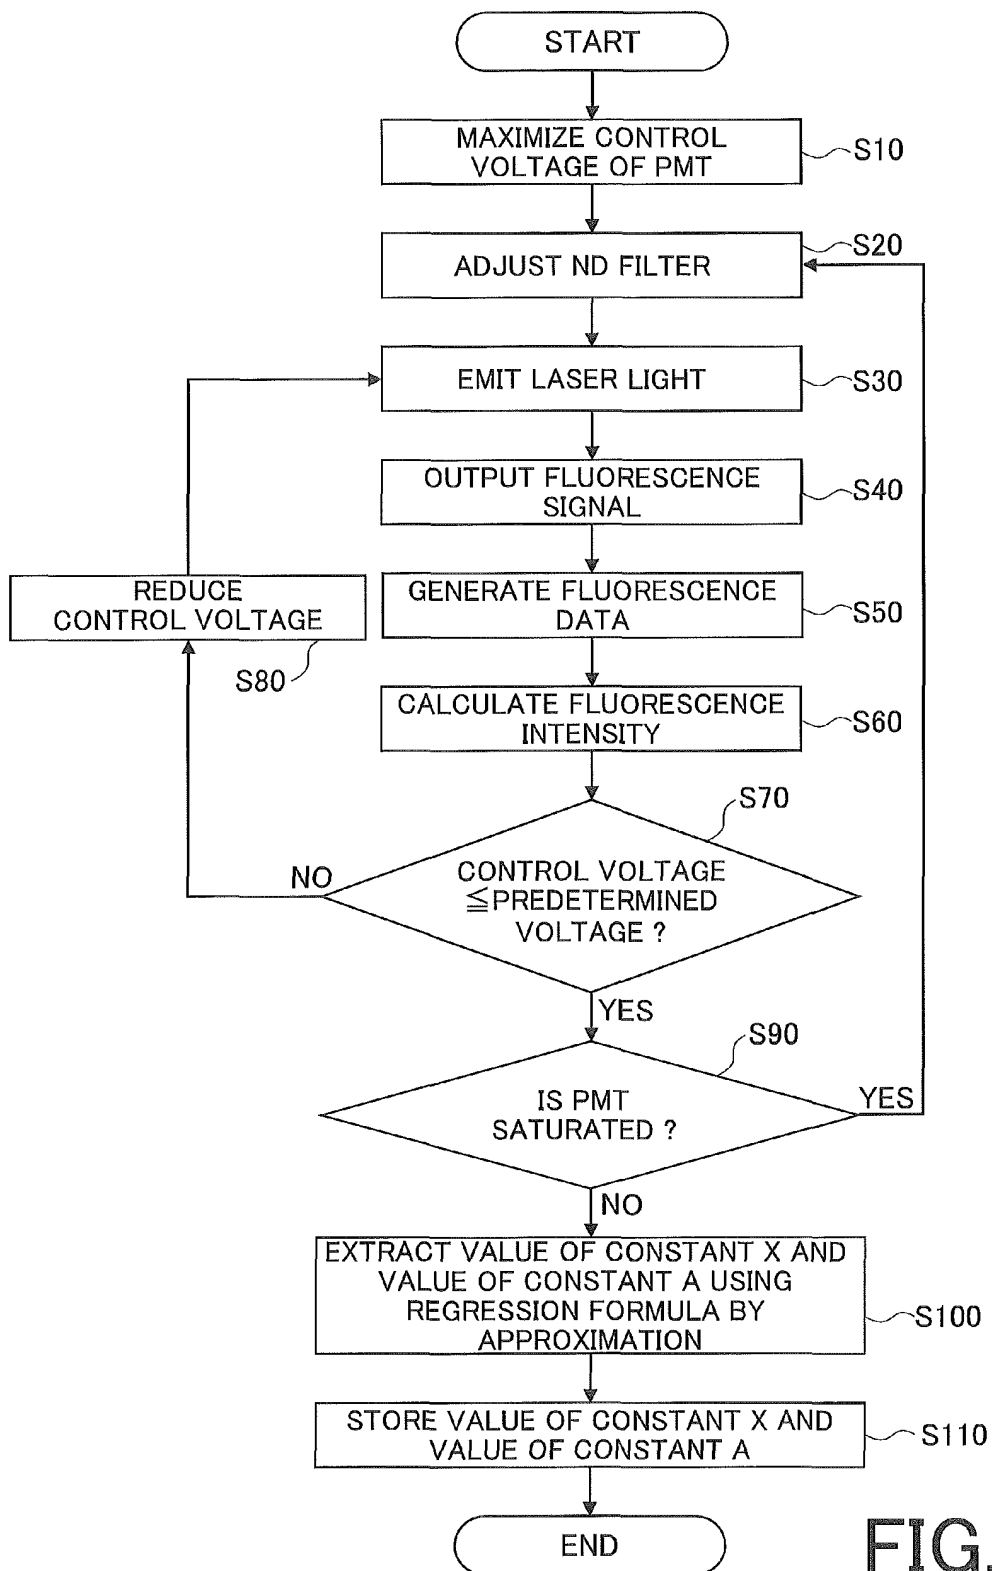 START
MAXIMIZE CONTROL
VOLTAGE OF PMT
S10
ADJUST ND FILTER
S20
EMIT LASER LIGHT
S30
OUTPUT FLUORESCENCE
SIGNAL
S40
GENERATE FLUORESCENCE
DATA
S50
REDUCE
CONTROL VOLTAGE
S80
CALCULATE FLUORESCENCE
INTENSITY
S60
S70
CONTROL VOLTAGE
≦PREDETERMINED
VOLTAGE ?
NO
YES
S90
IS PMT
SATURATED ?
YES
NO
EXTRACT VALUE OF CONSTANT X AND
VALUE OF CONSTANT A USING
REGRESSION FORMULA BY
APPROXIMATION
S100
STORE VALUE OF CONSTANT X AND
VALUE OF CONSTANT A
S110
END
FIG.